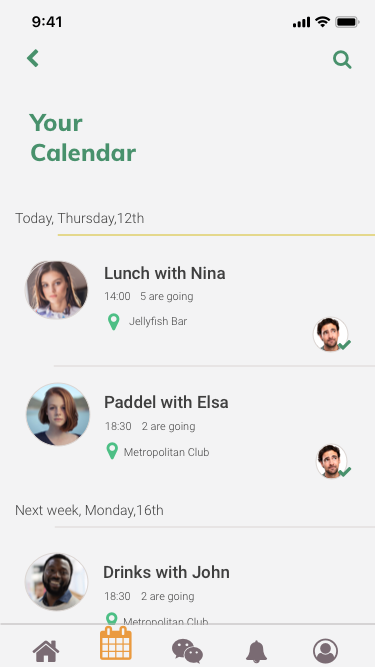 9:41
Your
Calendar
Today, Thursday,12th
Lunch with Nina
14:00 5 are going
Jellyfish Bar
Paddel with Elsa
18:30 2 are going
Metropolitan Club
Next week, Monday,16th
Drinks with John
18:30 2 are going
Metropolitan Club